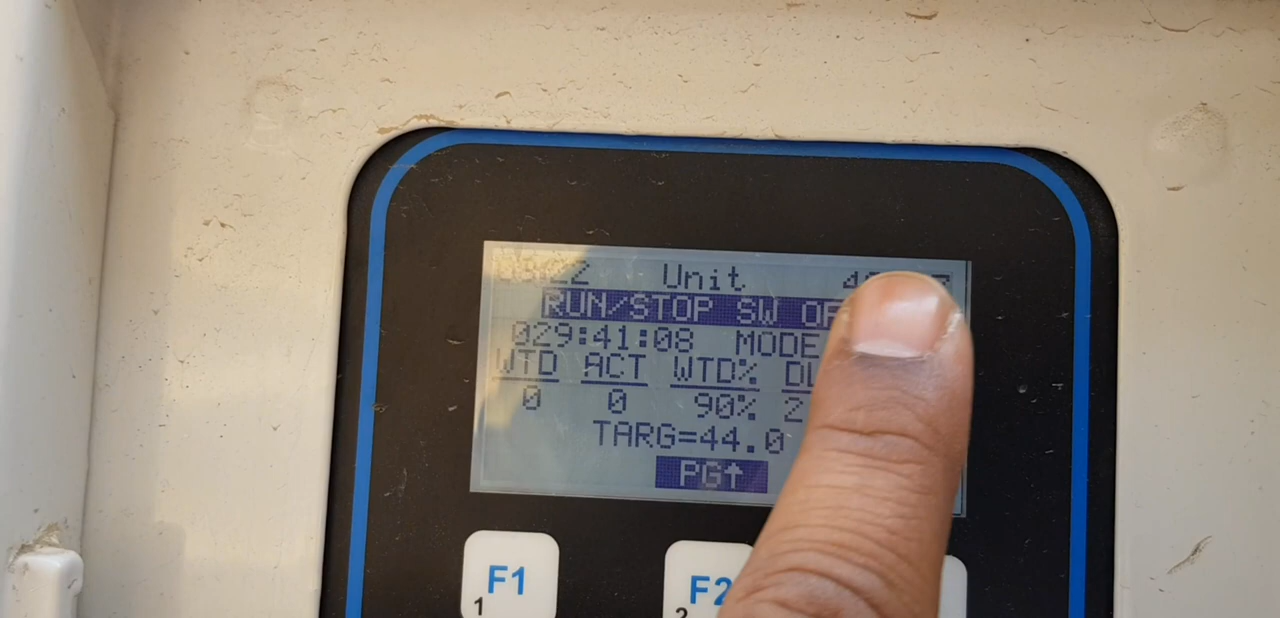 Unit
RUN/STOP SW
029:41:08 MODE
WTD ACT WTD%
0 0 90% 2
TARG=44.0
PG↑
F1 F2
1 2